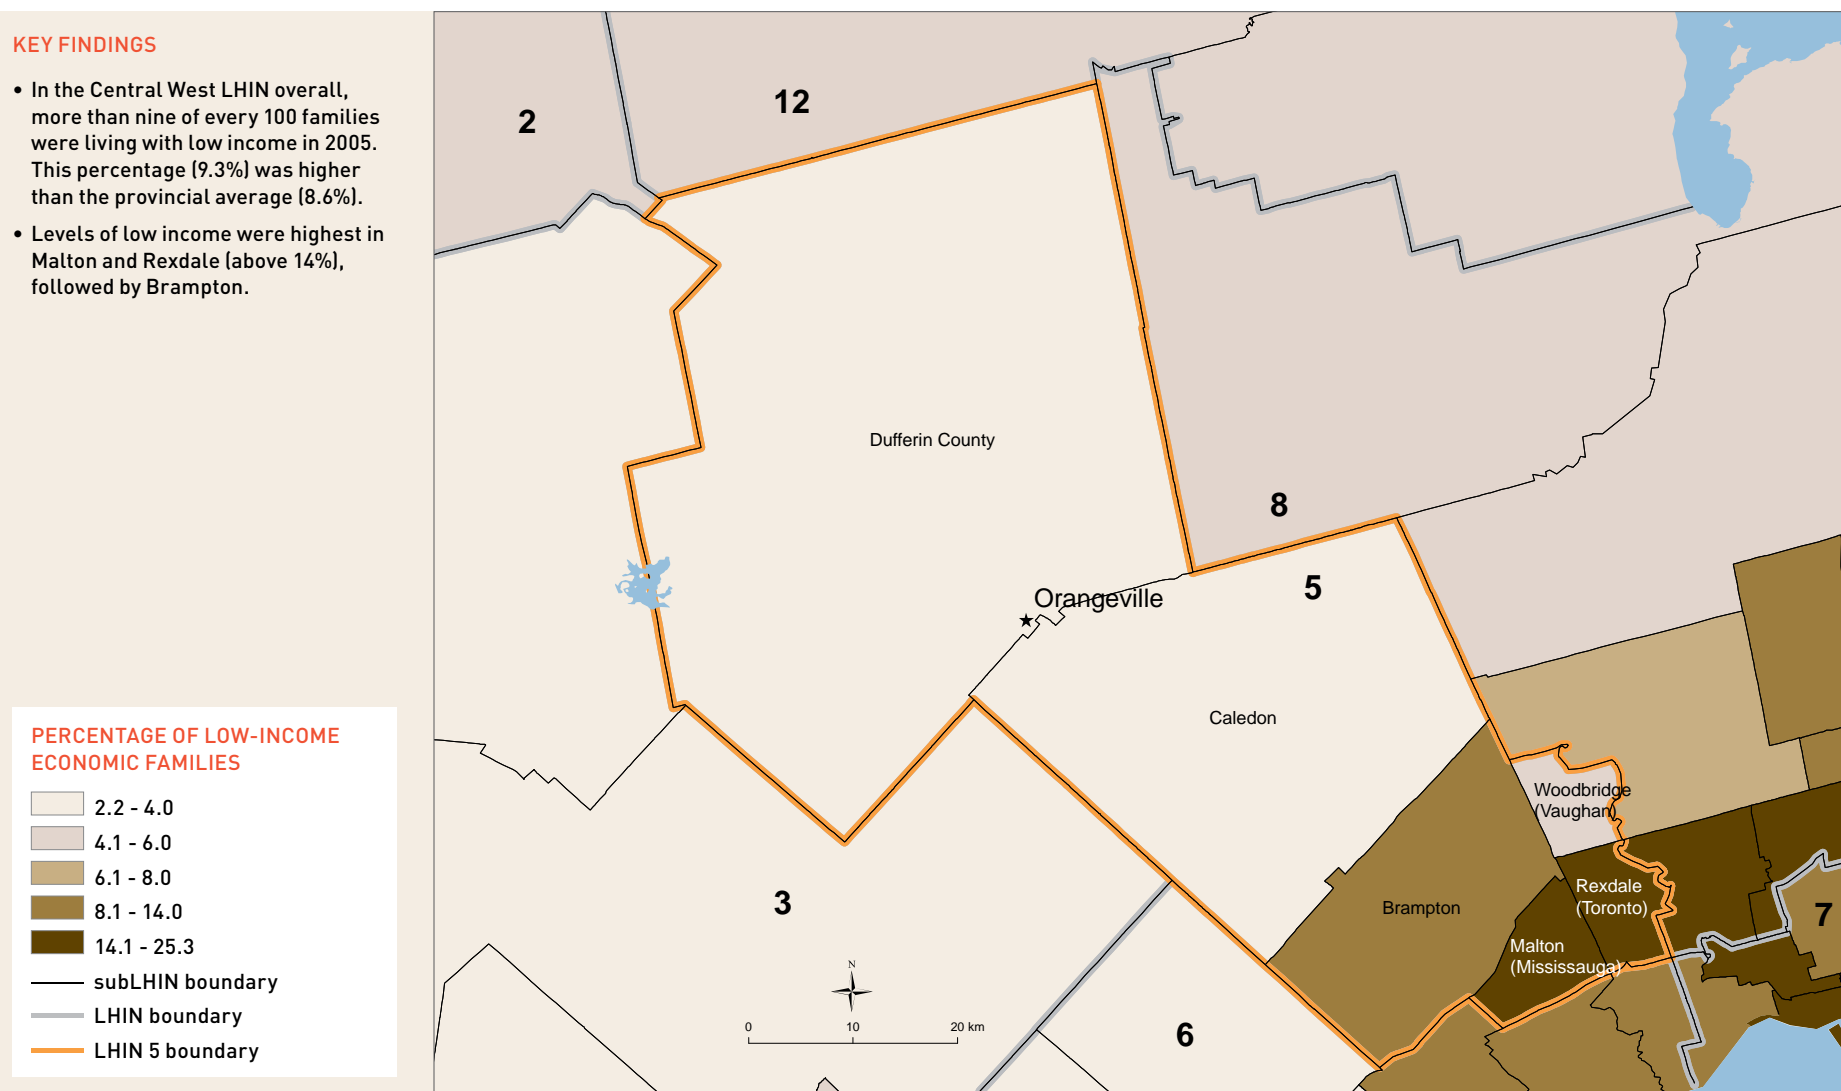 KEY FINDINGS
• In the Central West LHIN overall,
more than nine of every 100 families
were living with low income in 2005.
This percentage (9.3%) was higher
than the provincial average (8.6%).
• Levels of low income were highest in
Malton and Rexdale (above 14%),
followed by Brampton.
PERCENTAGE OF LOW-INCOME
ECONOMIC FAMILIES
2.2 - 4.0
4.1 - 6.0
6.1 - 8.0
8.1 - 14.0
14.1 - 25.3
subLHIN boundary
LHIN boundary
LHIN 5 boundary
2
12
Dufferin County
8
5
Orangeville
Caledon
Woodbridge
(Vaughan)
Rexdale
(Toronto)
Brampton
7
3
Malton
(Mississauga)
N
0 10 20 km
6